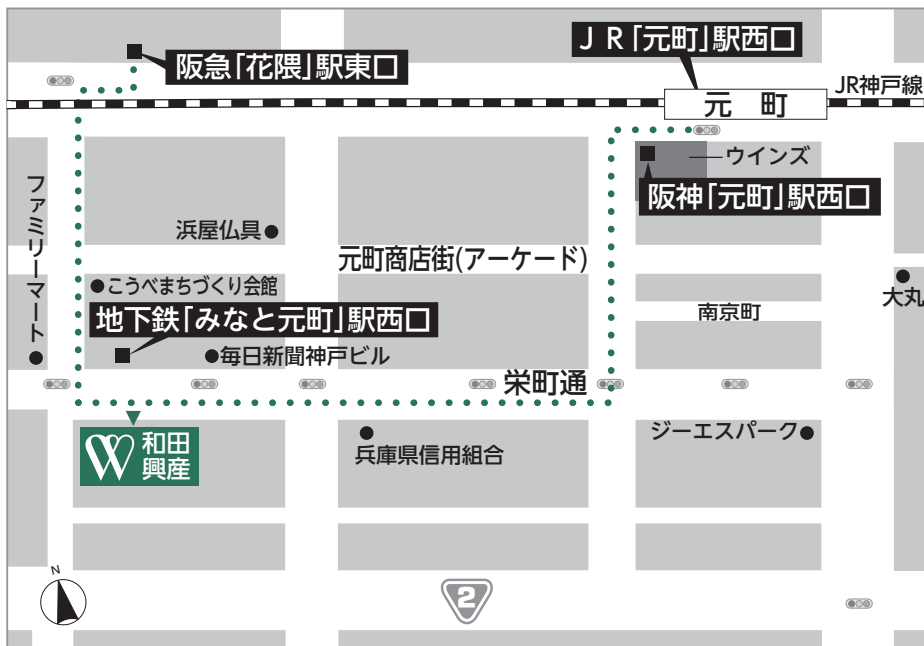 JR「元町」駅西口
阪急「花隈」駅東口
JR神戸線
元 町
ウインズ
阪神「元町」駅西口
ファミリーマート
浜屋仏具
元町商店街(アーケード)
こうべまちづくり会館
大丸
南京町
地下鉄「みなと元町」駅西口
毎日新聞神戸ビル
栄町通
和田
興産
兵庫県信用組合
ジーエスパーク
N
2